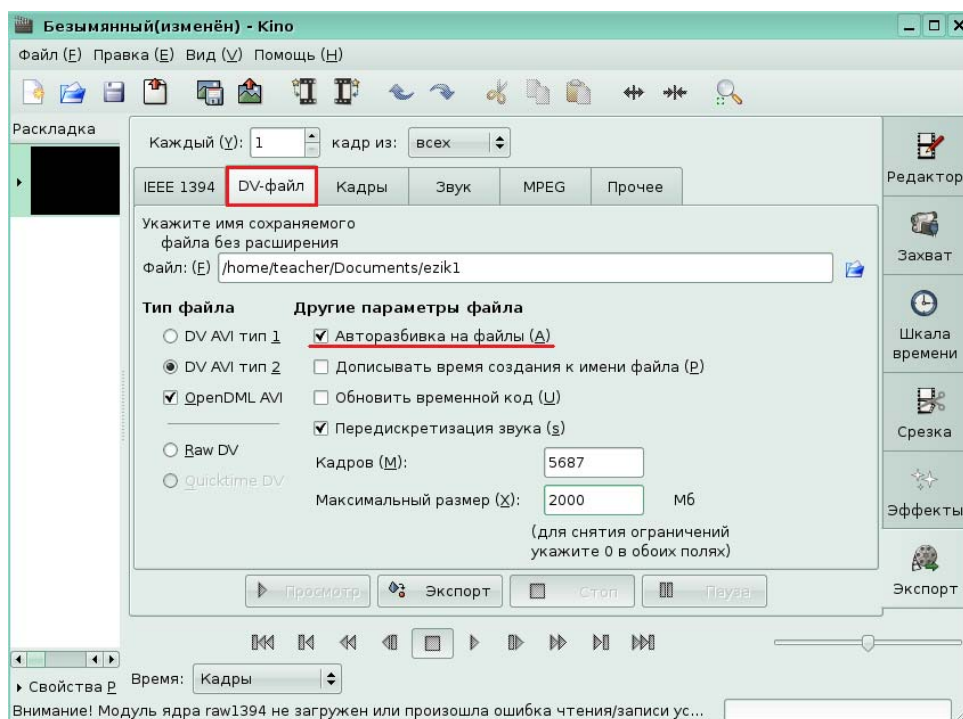 Безымянный(изменён) - Kino
Файл (F) Правка (E) Вид (V) Помощь (H)
Раскладка
Каждый (Y): 1 кадр из: всех
IEEE 1394 DV-файл Кадры Звук MPEG Прочее
Укажите имя сохраняемого
файла без расширения
Файл: (F) /home/teacher/Documents/ezik1
Тип файла Другие параметры файла
DV AVI тип 1 Авторазбивка на файлы (A)
DV AVI тип 2 Дописывать время создания к имени файла (P)
OpenDML AVI Обновить временной код (U)
Передискретизация звука (s)
Raw DV
Кадров (M): 5687
Quicktime DV
Максимальный размер (X): 2000 Мб
(для снятия ограничений
укажите 0 в обоих полях)
Просмотр Экспорт Стоп Пауза
Редактор
Захват
Шкала
времени
Срезка
Эффекты
Экспорт
Свойства Р
Время: Кадры
Внимание! Модуль ядра raw1394 не загружен или произошла ошибка чтения/записи ус...